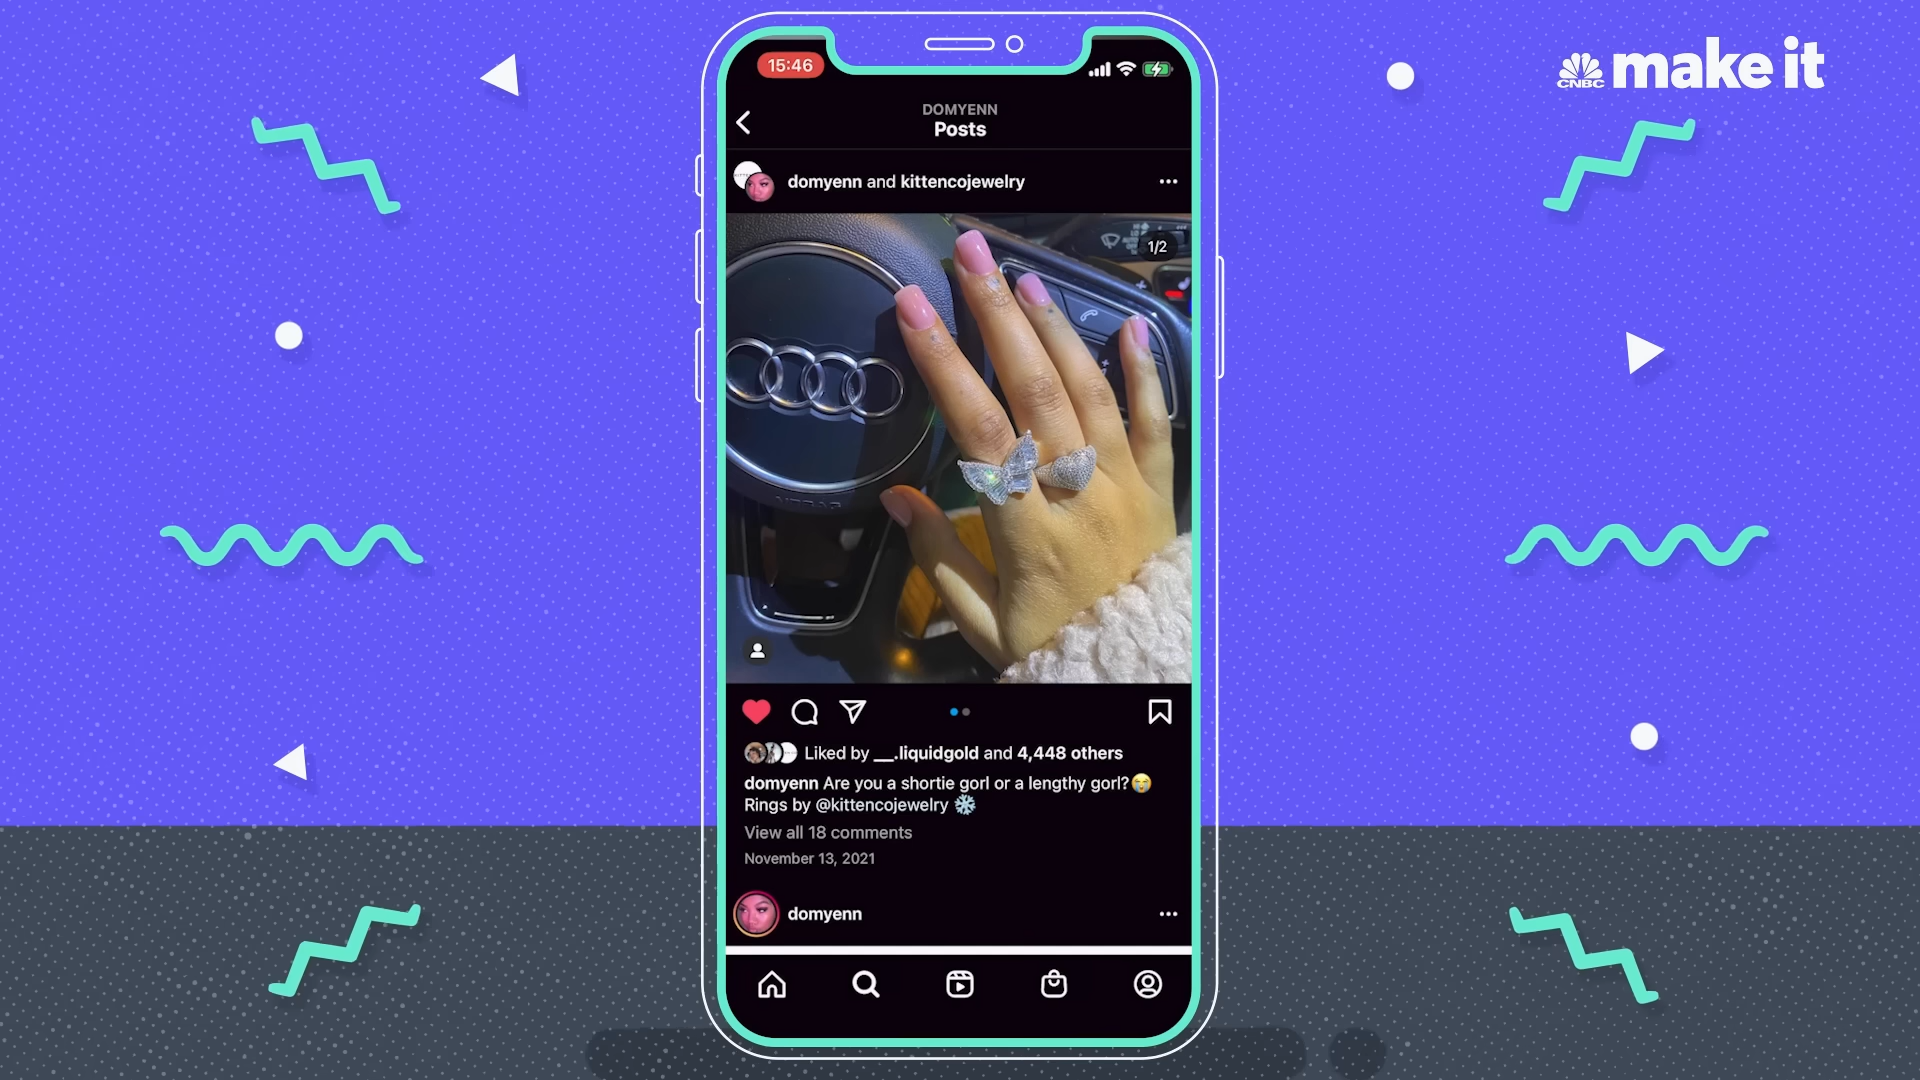 15:46
CNBC make it
DOMYENN
Posts
domyenn and kittencojewelry
1/2
Liked by __.liquidgold and 4,448 others
domyenn Are you a shortie gorl or a lengthy gorl?😭
Rings by @kittencojewelry ❄️
View all 18 comments
November 13, 2021
domyenn